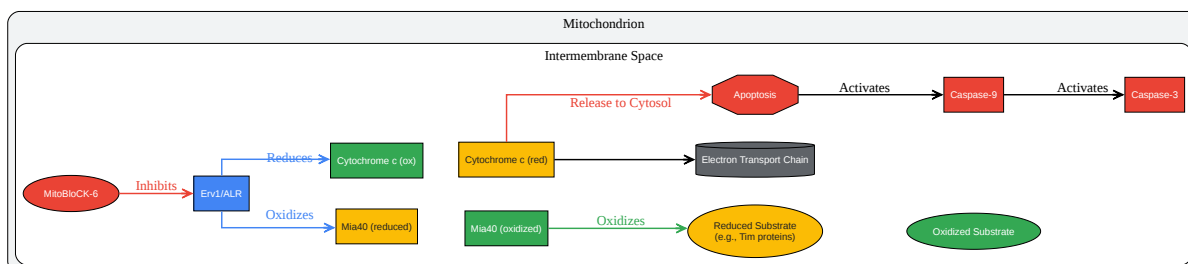 Mitochondrion
Intermembrane Space
Apoptosis
Activates
Caspase-9
Activates
Caspase-3
Release to Cytosol
Reduces
Cytochrome c (ox)
Cytochrome c (red)
Electron Transport Chain
MitoBloCK-6
Inhibits
Erv1/ALR
Oxidizes
Mia40 (reduced)
Mia40 (oxidized)
Oxidizes
Reduced Substrate
(e.g., Tim proteins)
Oxidized Substrate